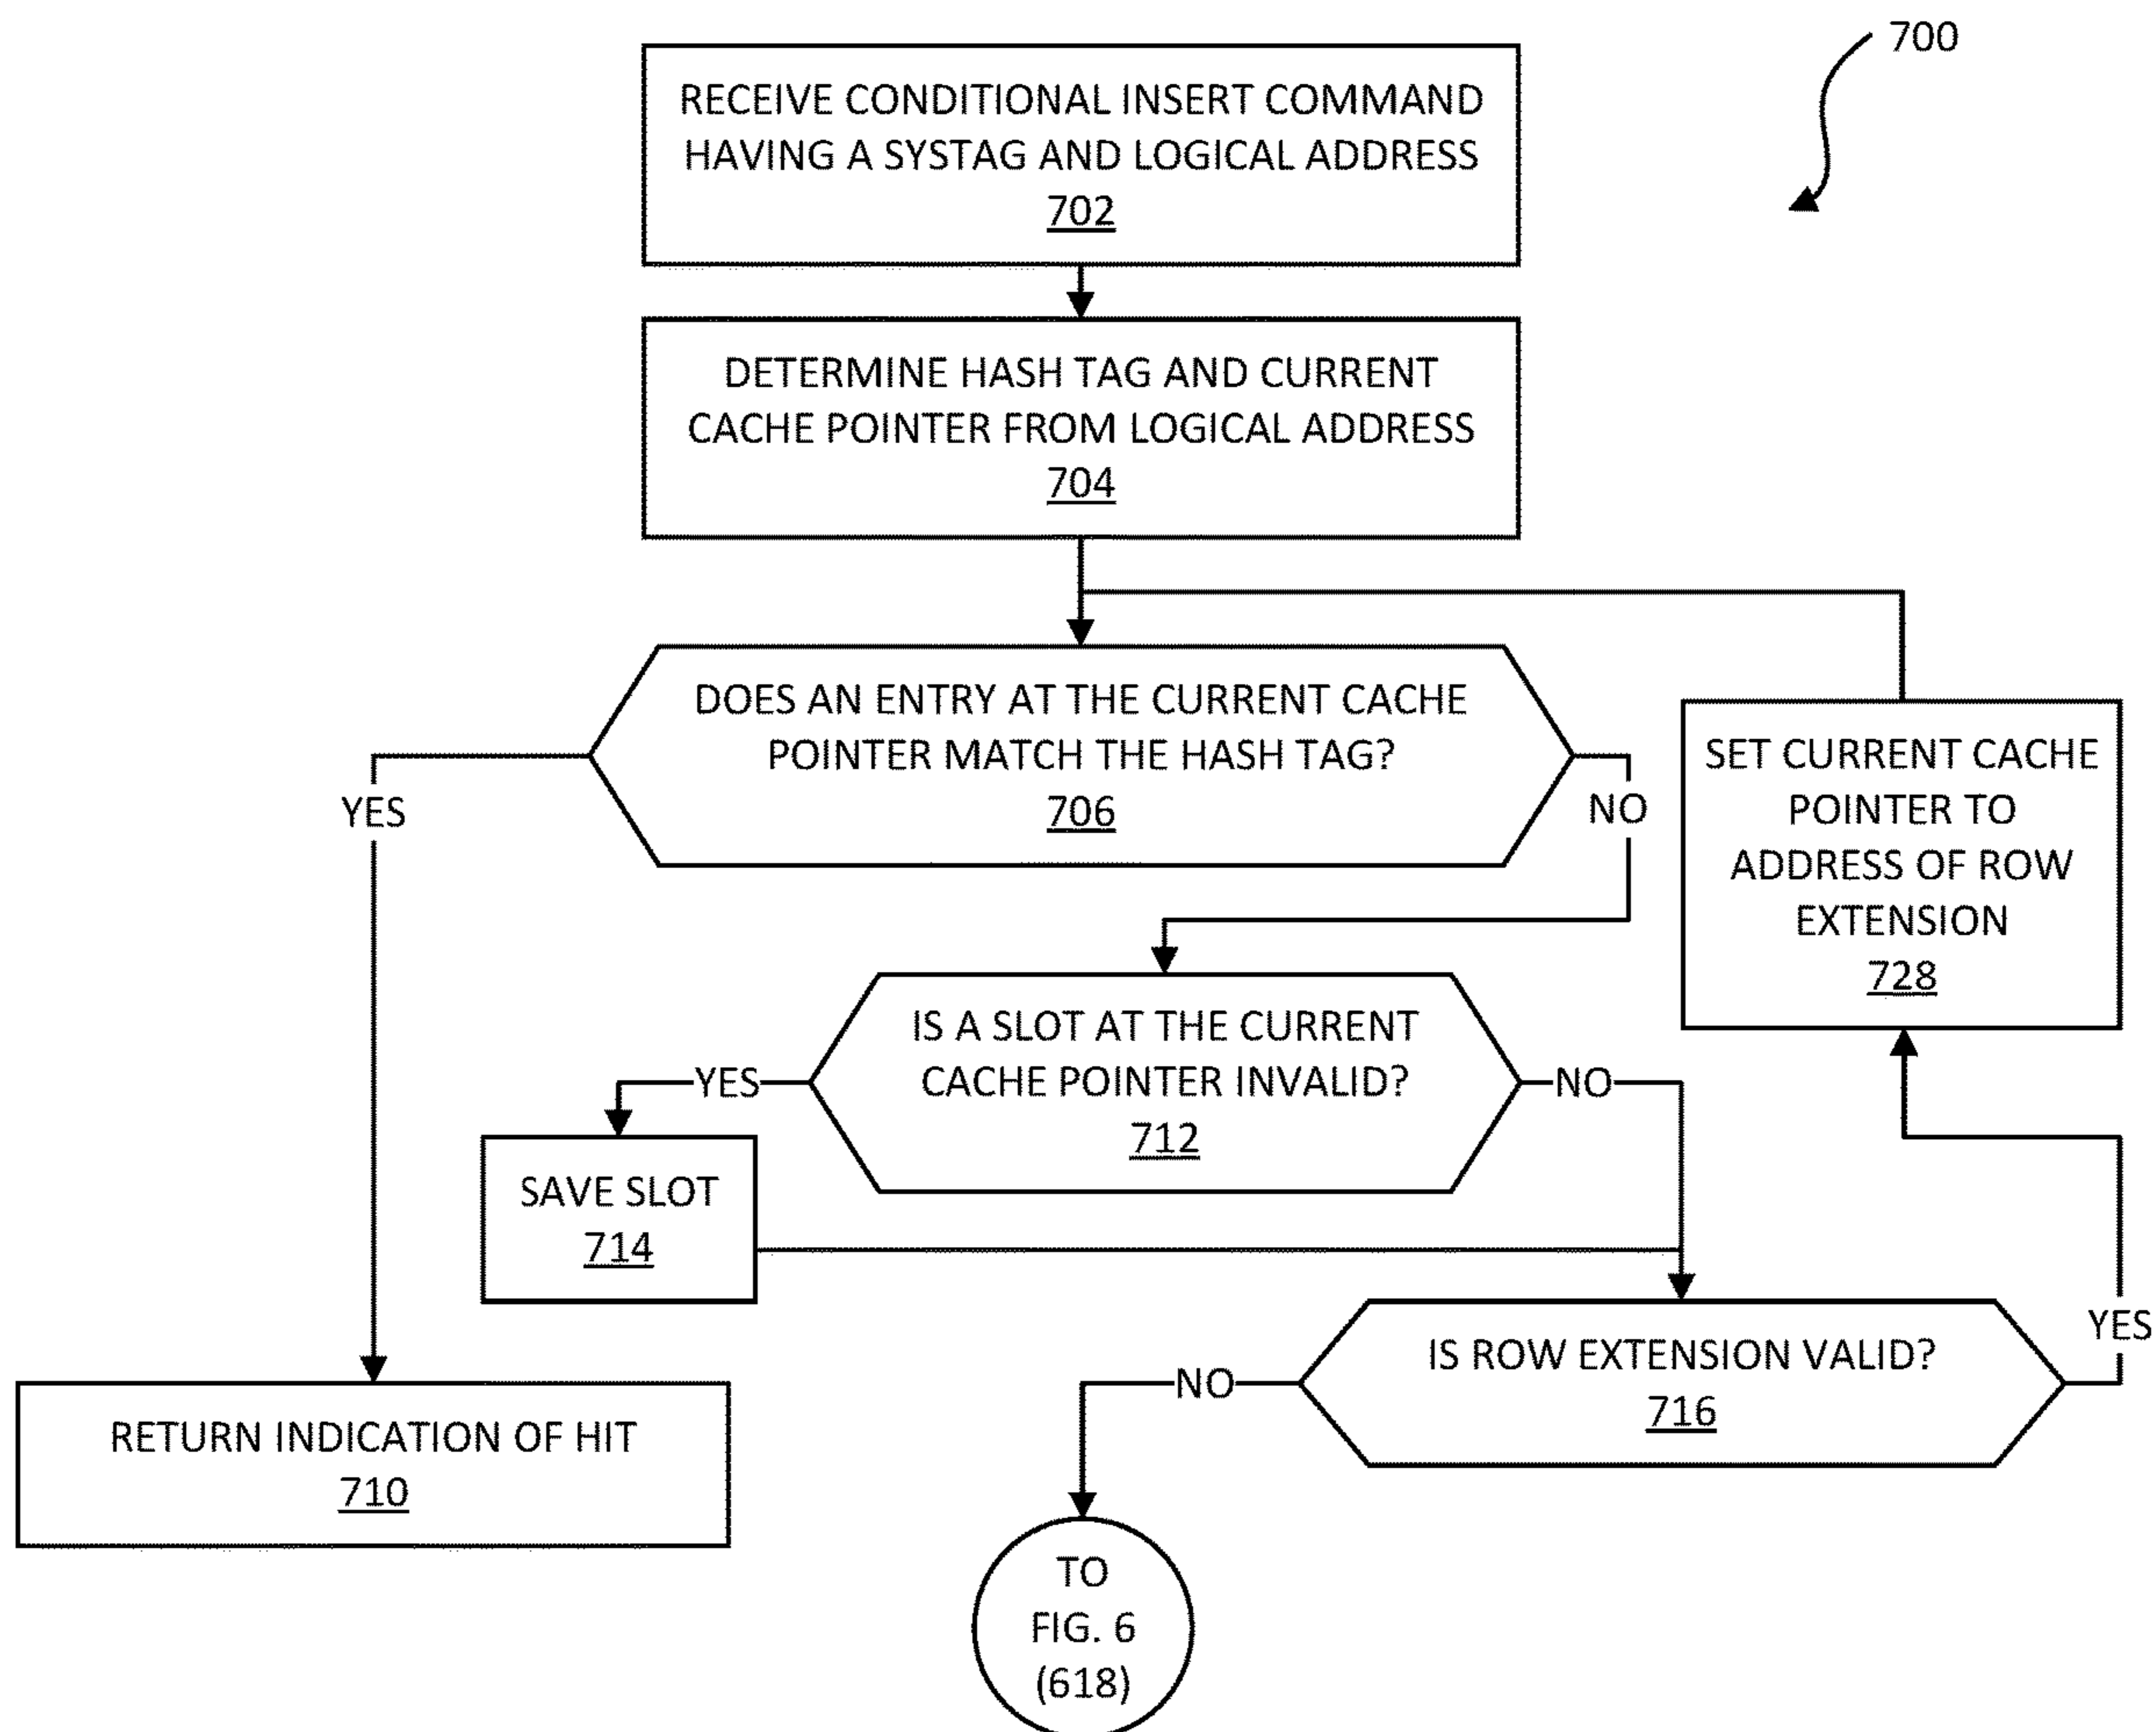 700
RECEIVE CONDITIONAL INSERT COMMAND
HAVING A SYSTAG AND LOGICAL ADDRESS
702
DETERMINE HASH TAG AND CURRENT
CACHE POINTER FROM LOGICAL ADDRESS
704
DOES AN ENTRY AT THE CURRENT CACHE
POINTER MATCH THE HASH TAG?
706
YES
NO
SET CURRENT CACHE
POINTER TO
ADDRESS OF ROW
EXTENSION
728
IS A SLOT AT THE CURRENT
CACHE POINTER INVALID?
712
YES
NO
SAVE SLOT
714
IS ROW EXTENSION VALID?
716
YES
NO
RETURN INDICATION OF HIT
710
TO
FIG. 6
(618)